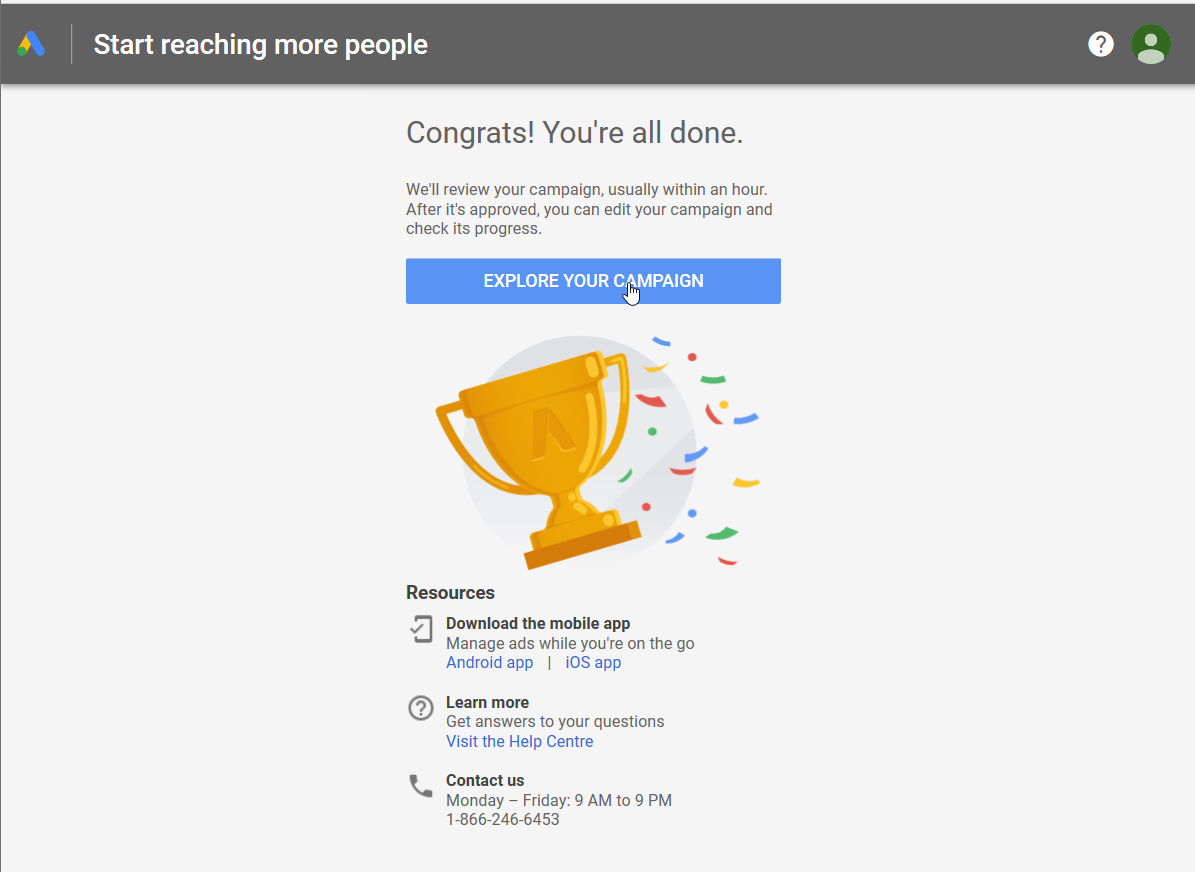 Start reaching more people
Congrats! You're all done.
We'll review your campaign, usually within an hour.
After it's approved, you can edit your campaign and
check its progress.
EXPLORE YOUR CAMPAIGN
Resources
Download the mobile app
Manage ads while you're on the go
Android app | iOS app
Learn more
Get answers to your questions
Visit the Help Centre
Contact us
Monday – Friday: 9 AM to 9 PM
1-866-246-6453